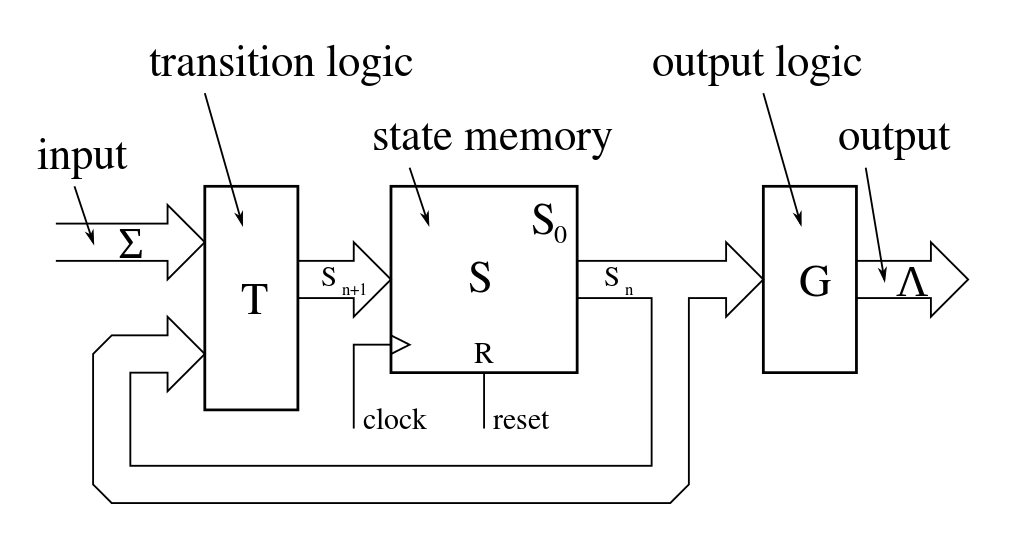 transition logic
output logic
state memory
output
input
S0
Σ
T
Sn+1
S
Sn
G
Λ
R
clock
reset